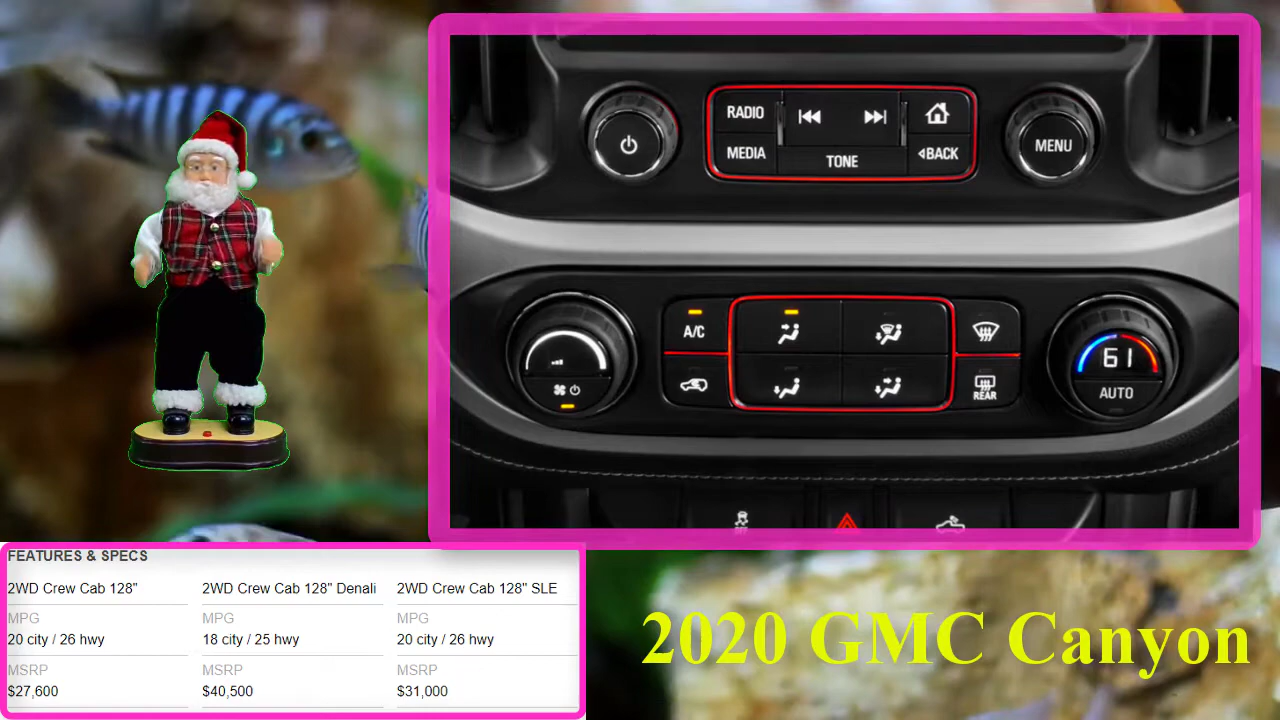 RADIO
MEDIA
TONE
BACK
MENU
A/C
REAR
61
AUTO
FEATURES & SPECS
2WD Crew Cab 128" 2WD Crew Cab 128" Denali 2WD Crew Cab 128" SLE
MPG MPG MPG
20 city / 26 hwy 18 city / 25 hwy 20 city / 26 hwy
MSRP MSRP MSRP
$27,600 $40,500 $31,000
2020 GMC Canyon